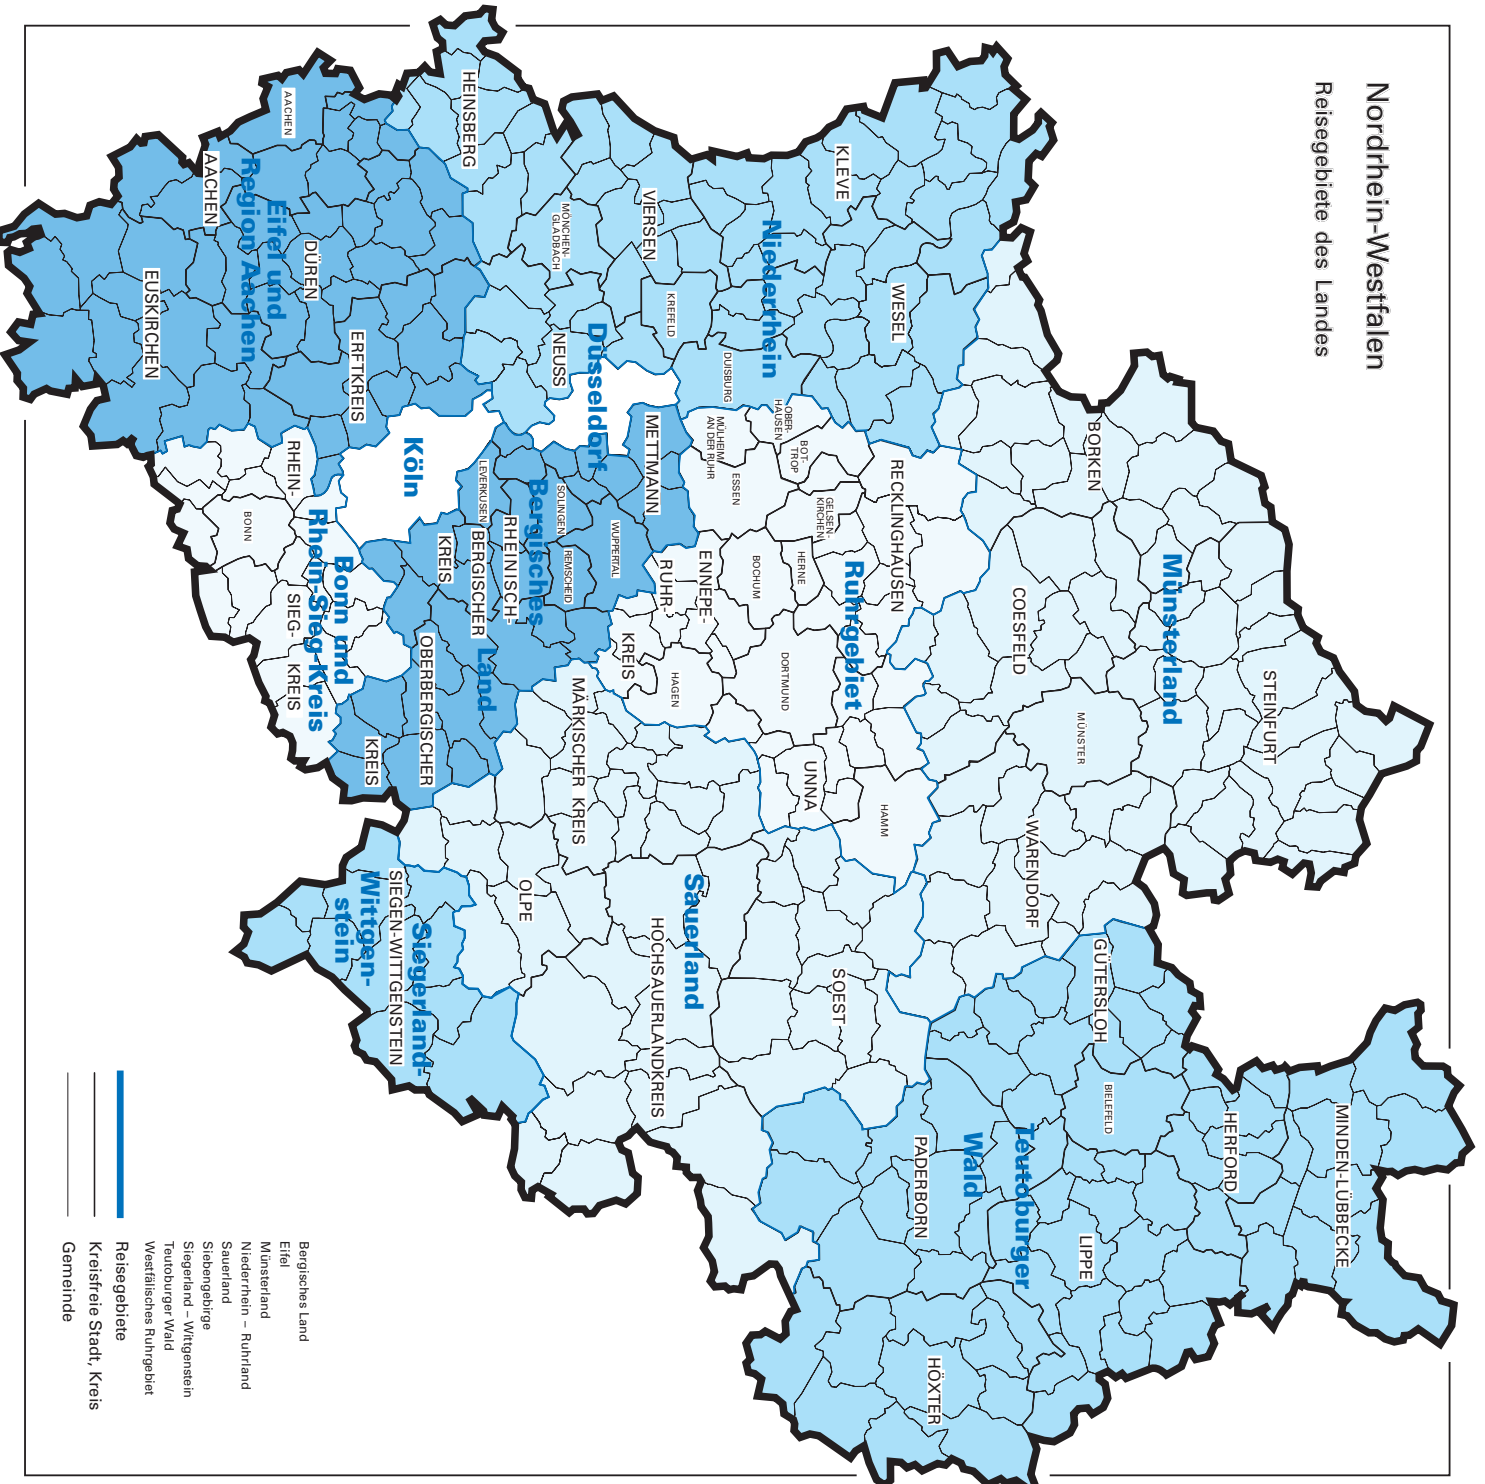 Nordrhein-Westfalen
Reisegebiete des Landes
MINDEN-LÜBBECKE
STEINFURT
HERFORD
Münsterland
BORKEN
BIELEFELD
GÜTERSLOH
MÜNSTER
LIPPE
WARENDORF
COESFELD
Teutoburger
Wald
HÖXTER
PADERBORN
WESEL
RECKLINGHAUSEN
HAMM
Ruhrgebiet
KLEVE
SOEST
GELSEN-
KIRCHEN
UNNA
BOT-
TROP
HERNE
OBER-
HAUSEN
DORTMUND
Niederrhein
BOCHUM
ESSEN
DUISBURG
MÜLHEIM
AN DER RUHR
ENNEPE-
RUHR-
KREIS
Sauerland
HAGEN
KREFELD
HOCHSAUERLANDKREIS
VIERSEN
METTMANN
WUPPERTAL
Düsseldorf
MÄRKISCHER KREIS
REMSCHEID
SOLINGEN
MÖNCHEN-
GLADBACH
NEUSS
Bergisches
Land
OLPE
RHEINISCH-
BERGISCHER
KREIS
LEVERKUSEN
HEINSBERG
OBERBERGISCHER
KREIS
Köln
Siegerland-
Wittgen-
stein
SIEGEN-WITTGENSTEIN
ERFTKREIS
Bonn und
Rhein-Sieg-Kreis
DÜREN
RHEIN-
SIEG-
KREIS
AACHEN
Eifel und
Region Aachen
BONN
AACHEN
EUSKIRCHEN
Bergisches Land
Eifel
Münsterland
Niederrhein – Ruhrland
Sauerland
Siebengebirge
Siegerland – Wittgenstein
Teutoburger Wald
Westfälisches Ruhrgebiet
Reisegebiete
Kreisfreie Stadt, Kreis
Gemeinde